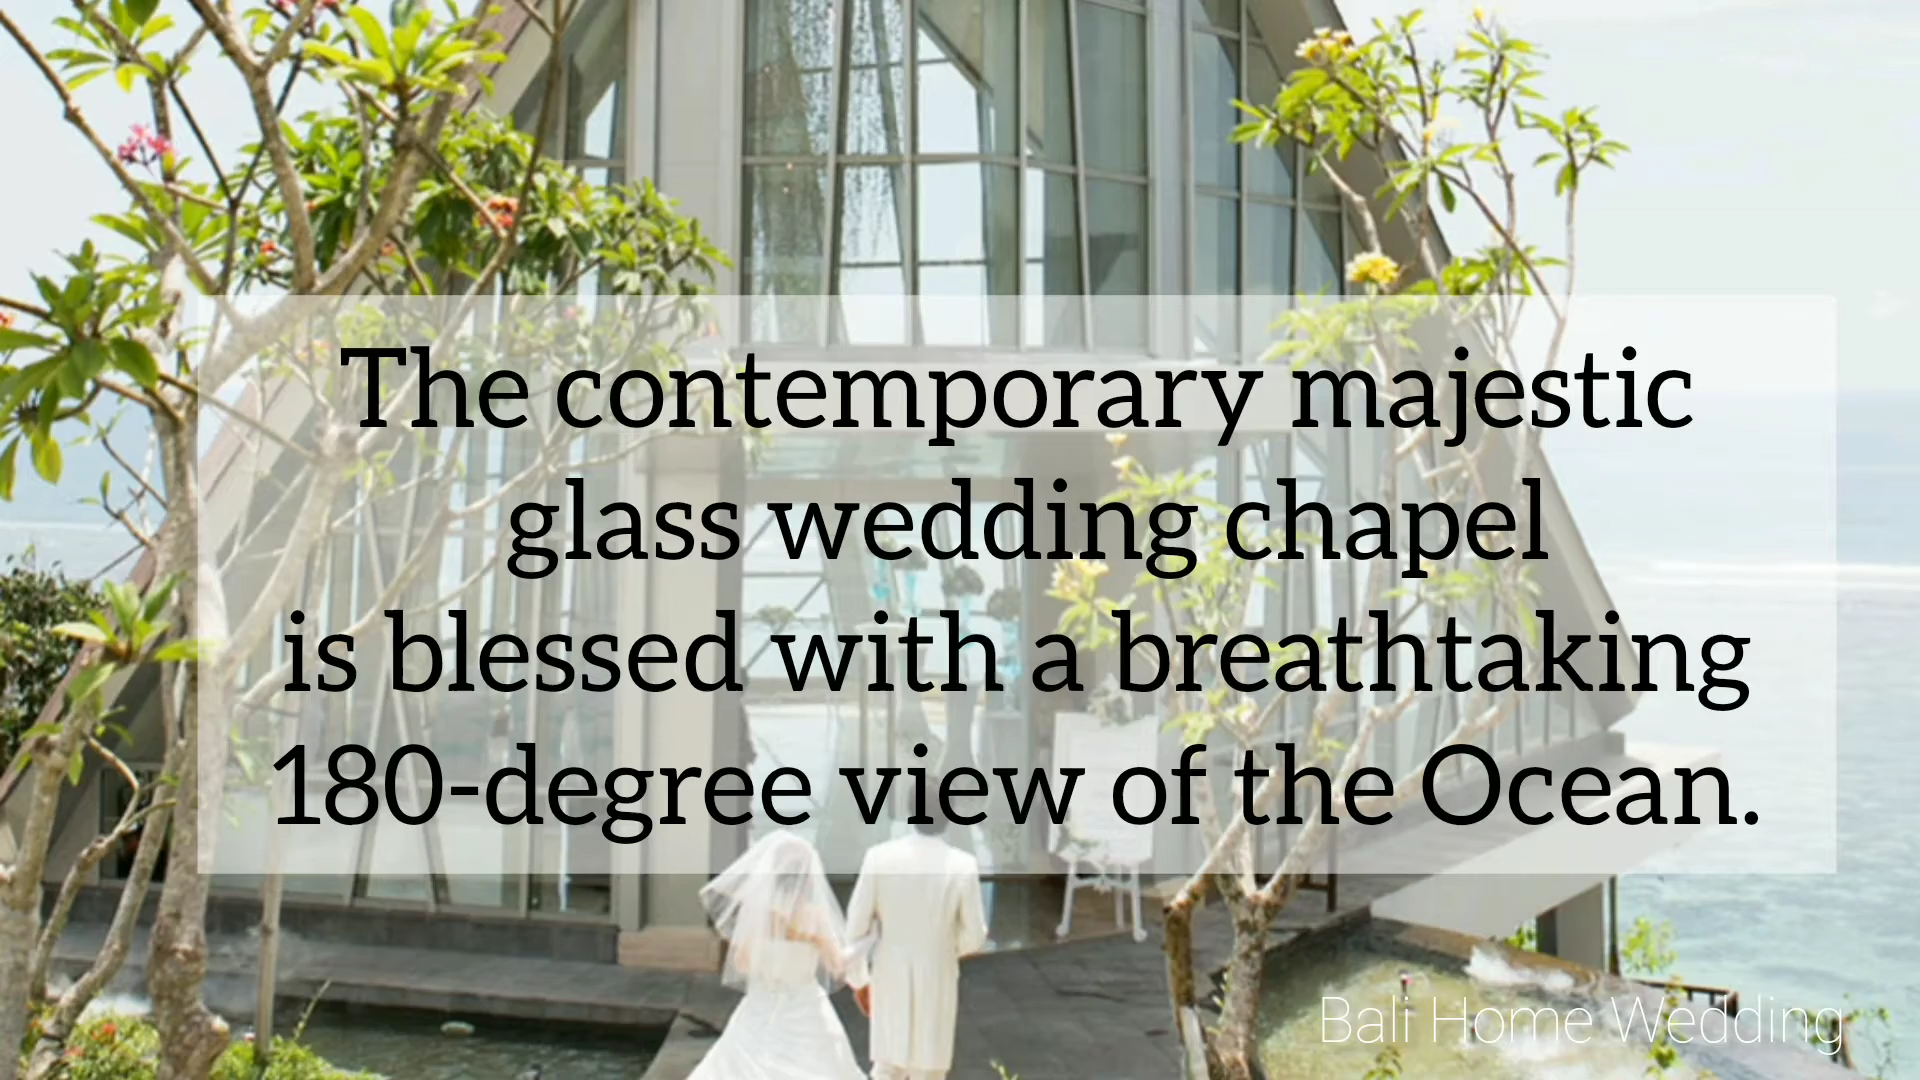 The contemporary majestic
glass wedding chapel
is blessed with a breathtaking
180-degree view of the Ocean.
Bali Home Wedding